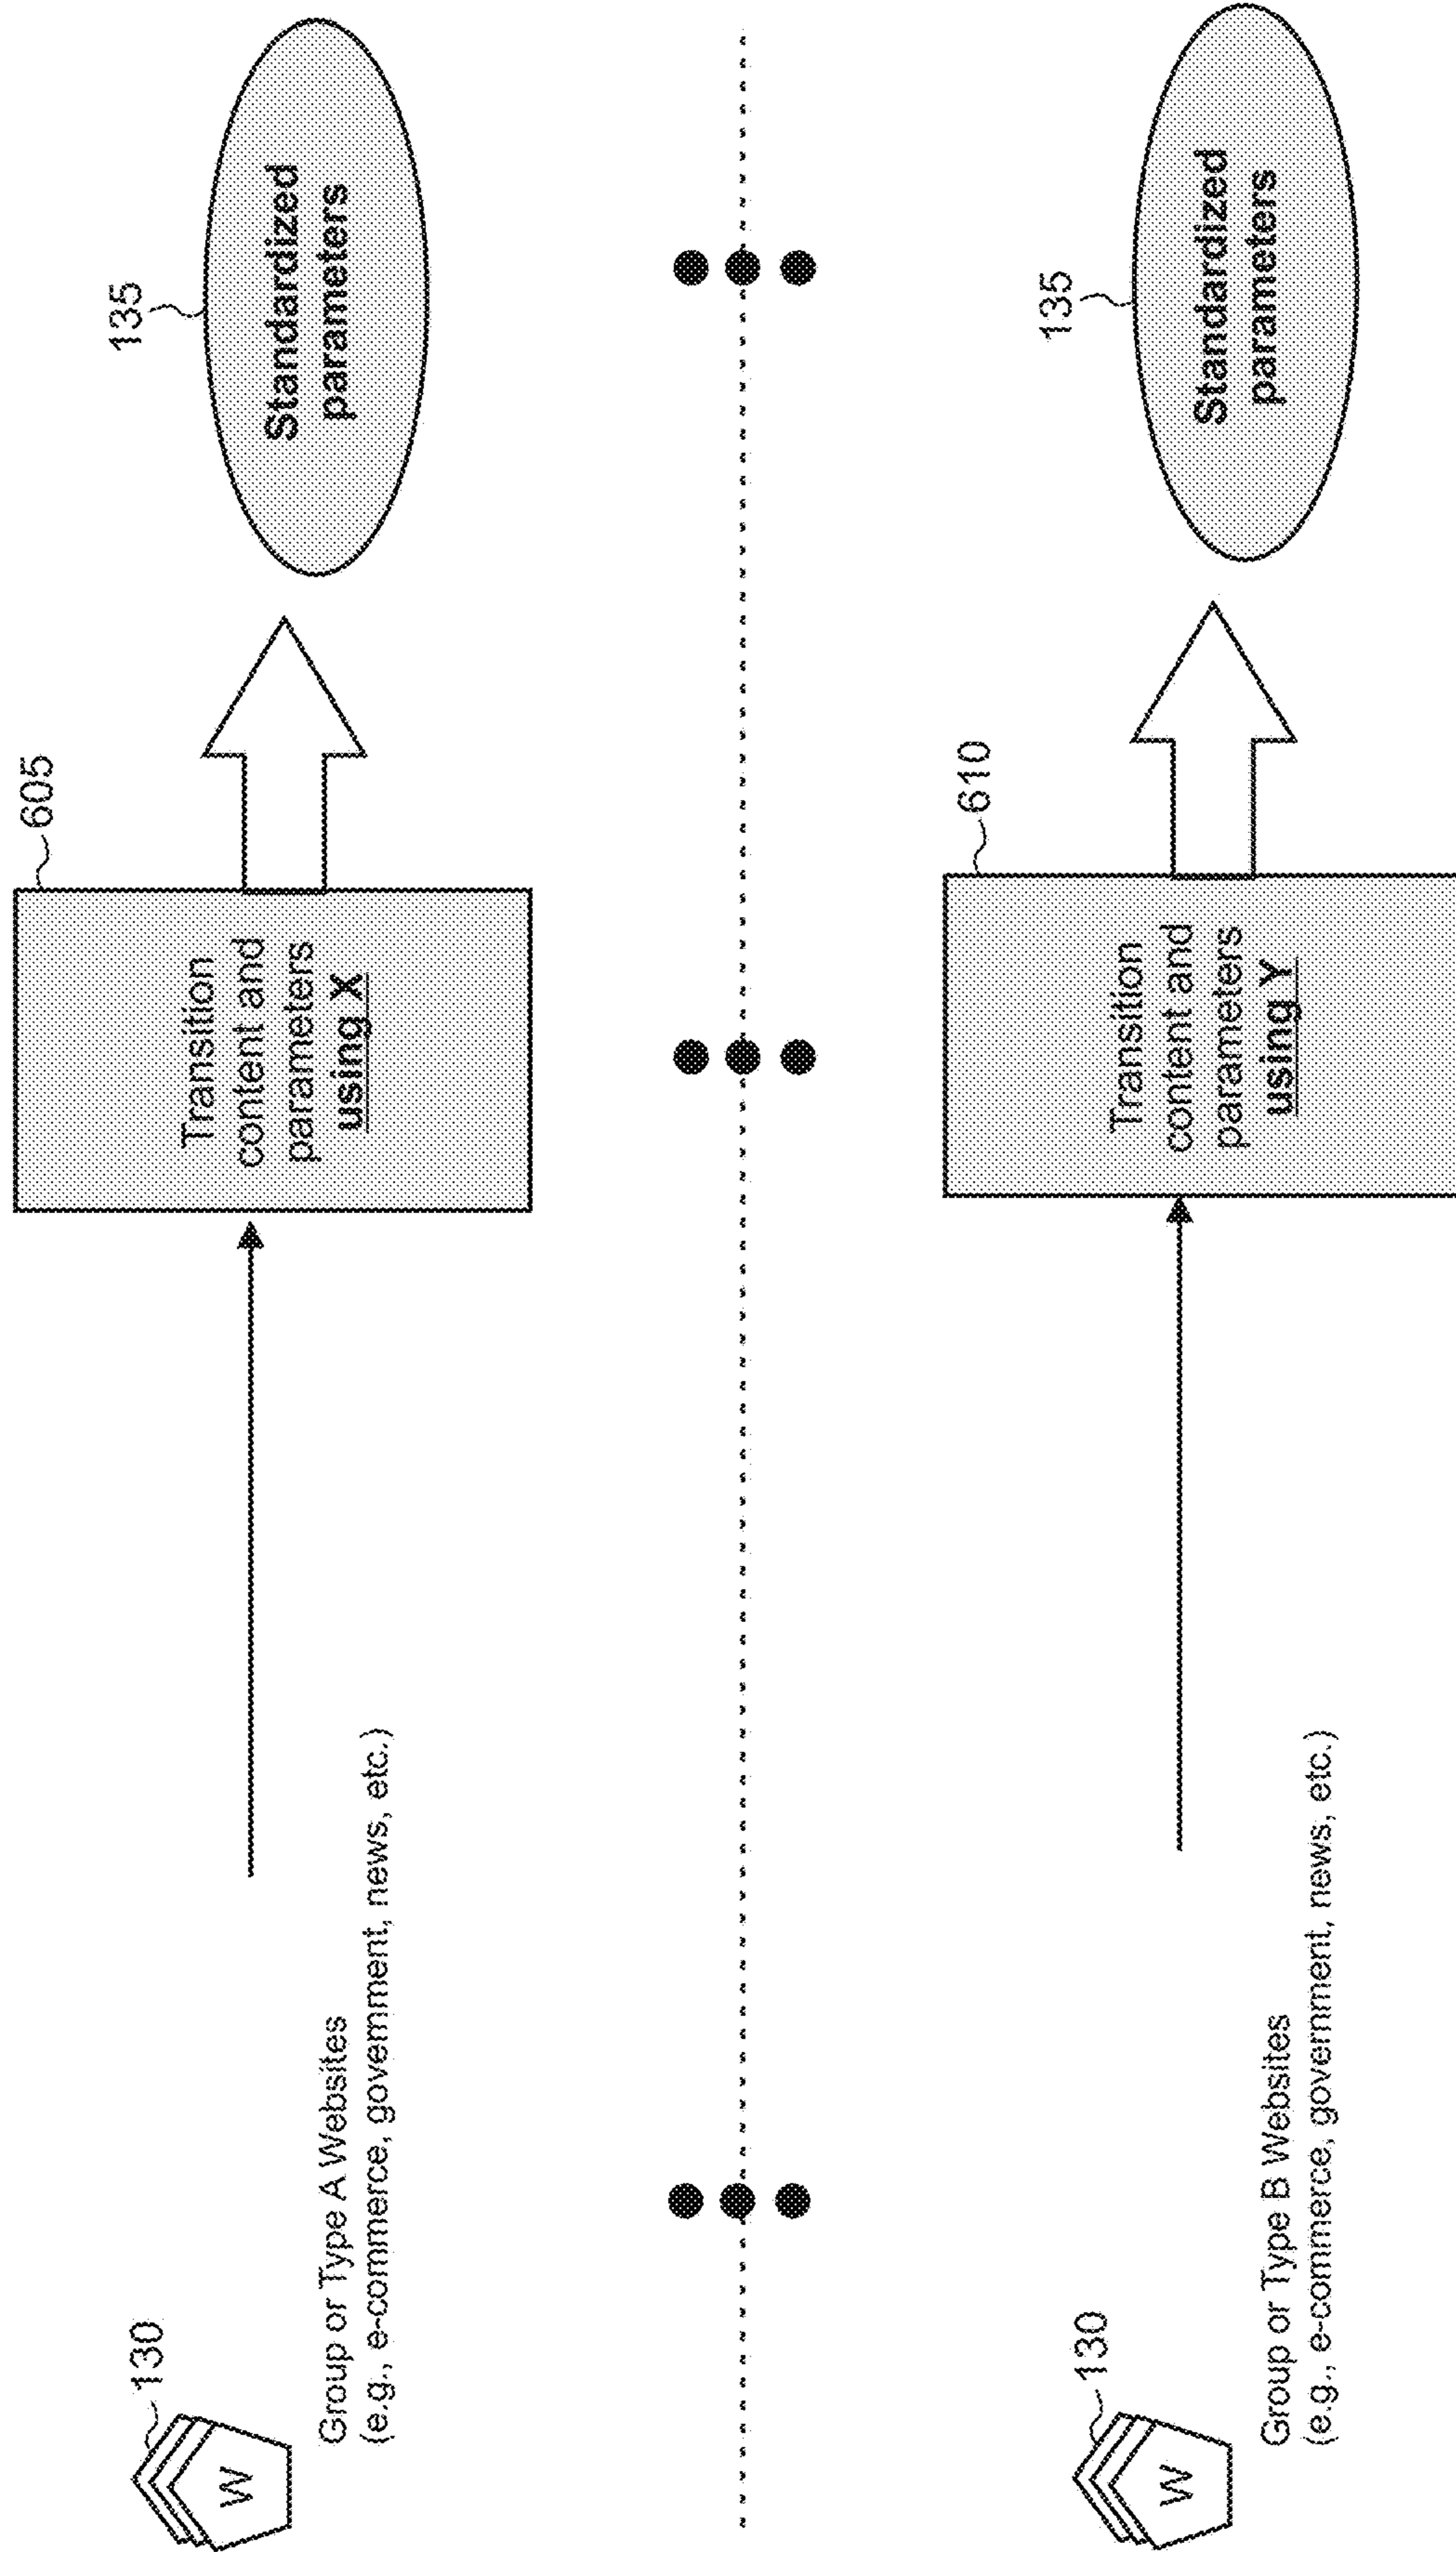 130
W
Group or Type A Websites
(e.g., e-commerce, government, news, etc.)
605
Transition
content and
parameters
using X
135
Standardized
parameters
130
W
Group or Type B Websites
(e.g., e-commerce, government, news, etc.)
610
Transition
content and
parameters
using Y
135
Standardized
parameters